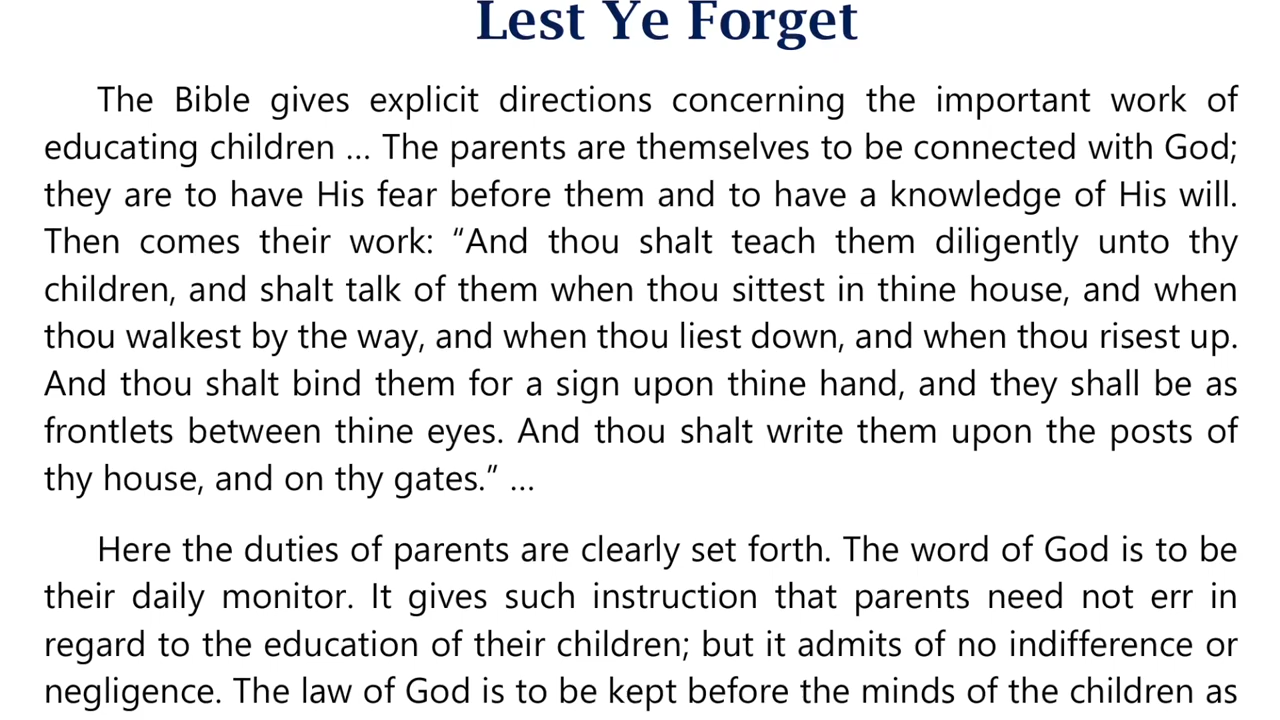 Lest Ye Forget
The Bible gives explicit directions concerning the important work of
educating children ... The parents are themselves to be connected with God;
they are to have His fear before them and to have a knowledge of His will.
Then comes their work: “And thou shalt teach them diligently unto thy
children, and shalt talk of them when thou sittest in thine house, and when
thou walkest by the way, and when thou liest down, and when thou risest up.
And thou shalt bind them for a sign upon thine hand, and they shall be as
frontlets between thine eyes. And thou shalt write them upon the posts of
thy house, and on thy gates.” ...
Here the duties of parents are clearly set forth. The word of God is to be
their daily monitor. It gives such instruction that parents need not err in
regard to the education of their children; but it admits of no indifference or
negligence. The law of God is to be kept before the minds of the children as